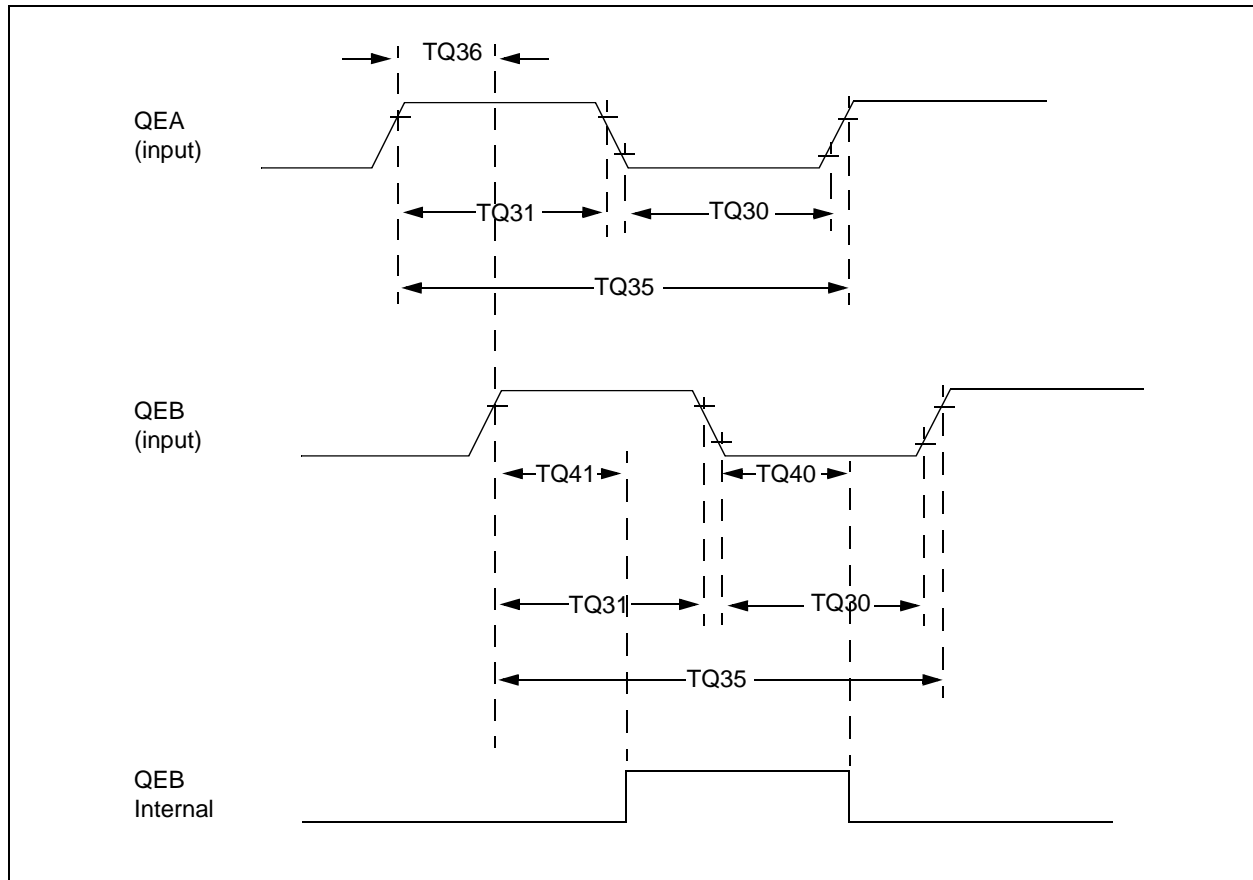 TQ36
QEA
(input)
TQ31
TQ30
TQ35
QEB
(input)
TQ41
TQ40
TQ31
TQ30
TQ35
QEB
Internal